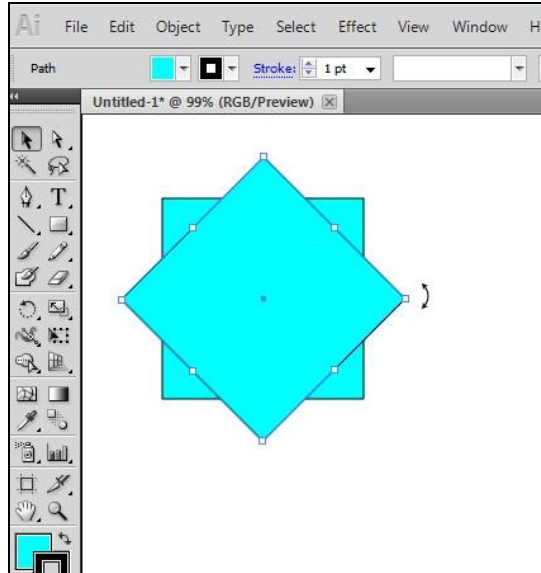 Ai File Edit Object Type Select Effect View Window H
Path Stroke: 1 pt
Untitled-1* @ 99% (RGB/Preview)
T